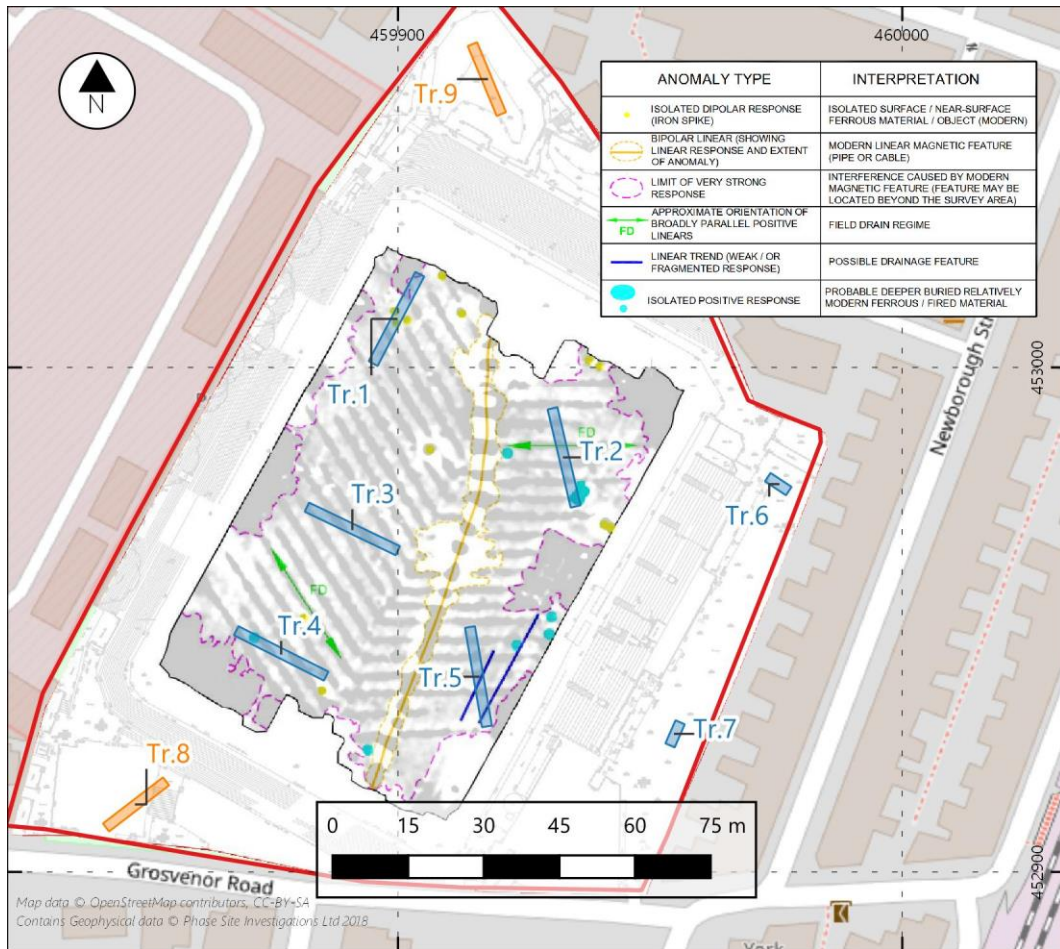 459900
460000
N
Tr.9
ANOMALY TYPE
INTERPRETATION
ISOLATED DIPOLAR RESPONSE
(IRON SPIKE)
ISOLATED SURFACE / NEAR-SURFACE
FERROUS MATERIAL / OBJECT (MODERN)
BIPOLAR LINEAR (SHOWING
LINEAR RESPONSE AND EXTENT
OF ANOMALY)
MODERN LINEAR MAGNETIC FEATURE
(PIPE OR CABLE)
LIMIT OF VERY STRONG
RESPONSE
INTERFERENCE CAUSED BY MODERN
MAGNETIC FEATURE (FEATURE MAY BE
LOCATED BEYOND THE SURVEY AREA)
FD
APPROXIMATE ORIENTATION OF
BROADLY PARALLEL POSITIVE
LINEARS
FIELD DRAIN REGIME
LINEAR TREND (WEAK / OR
FRAGMENTED RESPONSE)
POSSIBLE DRAINAGE FEATURE
ISOLATED POSITIVE RESPONSE
PROBABLE DEEPER BURIED RELATIVELY
MODERN FERROUS / FIRED MATERIAL
Newborough Str
453000
Tr.1
FD
Tr.2
Tr.3
Tr.6
FD
Tr.4
Tr.5
Tr.7
Tr.8
0 15 30 45 60 75 m
452900
Grosvenor Road
Map data © OpenStreetMap contributors, CC-BY-SA
Contains Geophysical data © Phase Site Investigations Ltd 2018
York